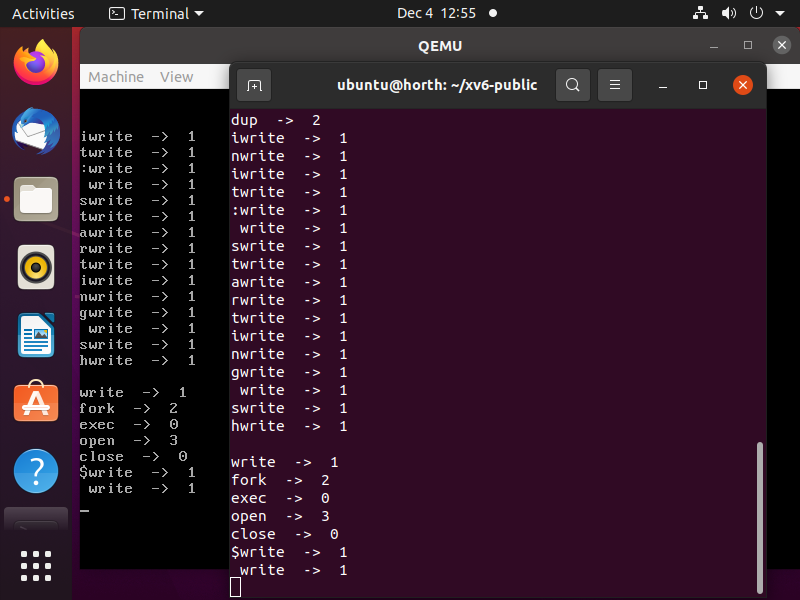 Activities
Terminal
Dec 4 12:55
QEMU
Machine View
iwrite -> 1
twrite -> 1
:write -> 1
 write -> 1
swrite -> 1
twrite -> 1
awrite -> 1
rwrite -> 1
twrite -> 1
iwrite -> 1
nwrite -> 1
gwrite -> 1
 write -> 1
swrite -> 1
hwrite -> 1
write -> 1
fork -> 2
exec -> 0
open -> 3
close -> 0
$write -> 1
 write -> 1
ubuntu@horth: ~/xv6-public
dup -> 2
iwrite -> 1
nwrite -> 1
iwrite -> 1
twrite -> 1
:write -> 1
 write -> 1
swrite -> 1
twrite -> 1
awrite -> 1
rwrite -> 1
twrite -> 1
iwrite -> 1
nwrite -> 1
gwrite -> 1
 write -> 1
swrite -> 1
hwrite -> 1
write -> 1
fork -> 2
exec -> 0
open -> 3
close -> 0
$write -> 1
 write -> 1